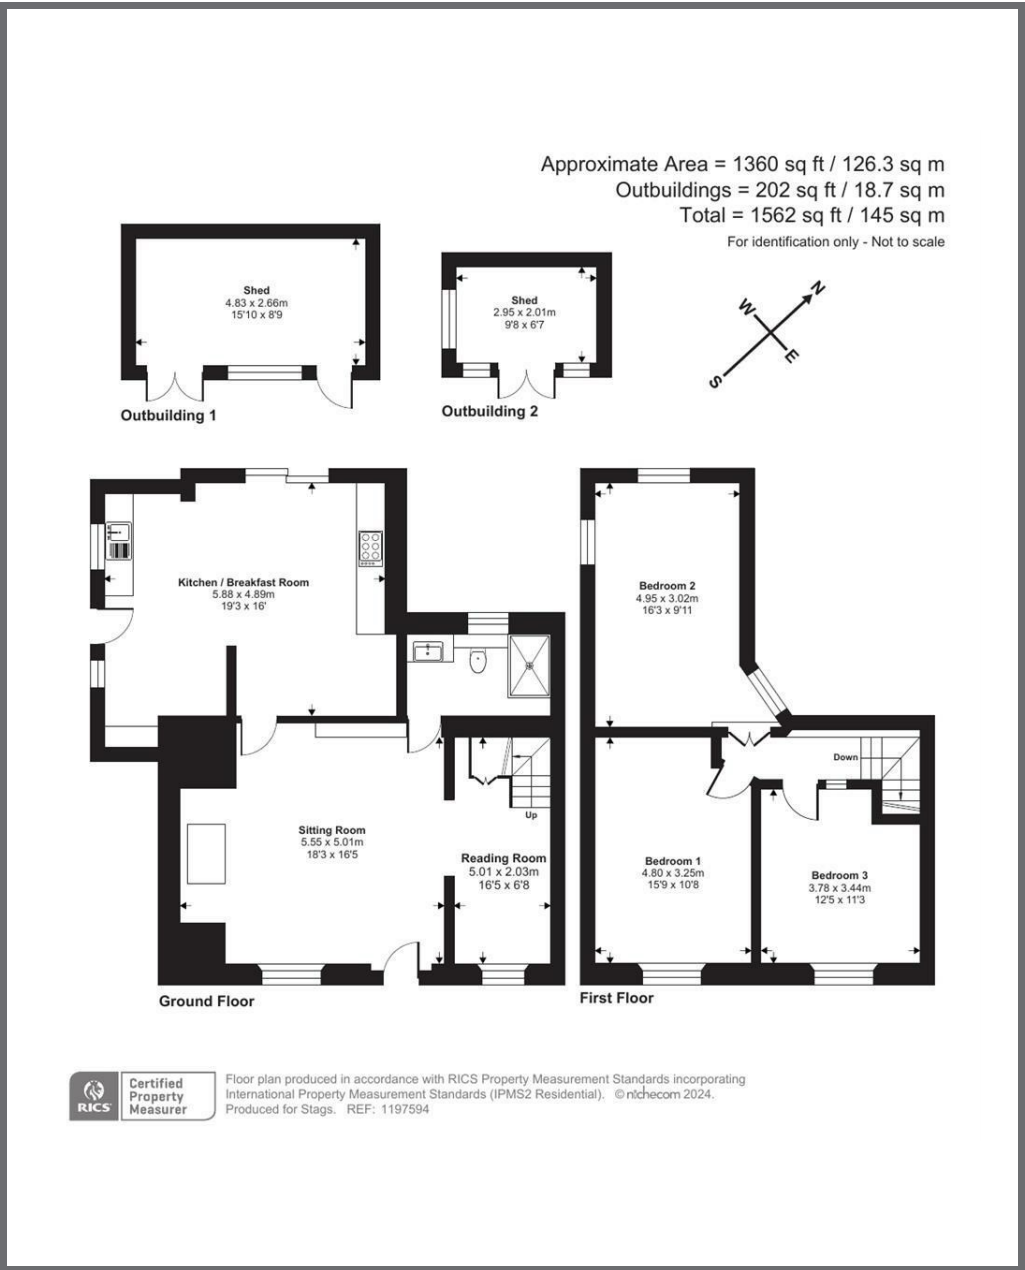 Approximate Area = 1360 sq ft / 126.3 sq m
Outbuildings = 202 sq ft / 18.7 sq m
Total = 1562 sq ft / 145 sq m
For identification only - Not to scale
Shed
4.83 x 2.66m
15'10 x 8'9
Outbuilding 1
Shed
2.95 x 2.01m
9'8 x 6'7
Outbuilding 2
N
W
E
S
Kitchen / Breakfast Room
5.88 x 4.89m
19'3 x 16'
Sitting Room
5.55 x 5.01m
18'3 x 16'5
Up
Reading Room
5.01 x 2.03m
16'5 x 6'8
Ground Floor
Bedroom 2
4.95 x 3.02m
16'3 x 9'11
Down
Bedroom 1
4.80 x 3.25m
15'9 x 10'8
Bedroom 3
3.78 x 3.44m
12'5 x 11'3
First Floor
RICS
Certified
Property
Measurer
Floor plan produced in accordance with RICS Property Measurement Standards incorporating
International Property Measurement Standards (IPMS2 Residential). © nichecom 2024.
Produced for Stags. REF: 1197594